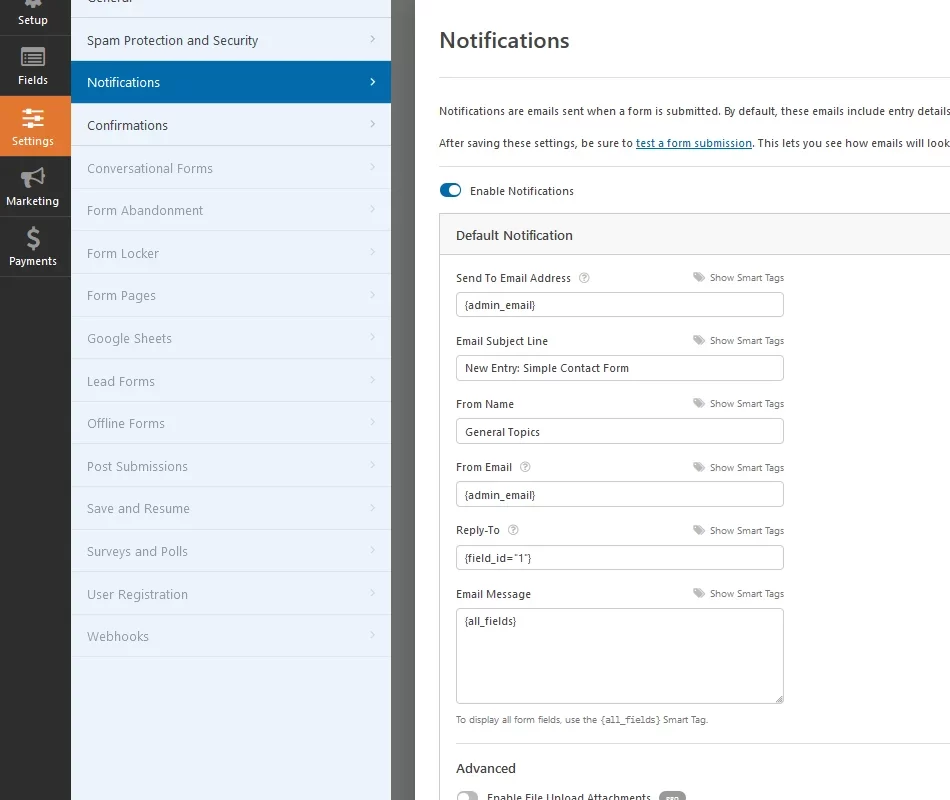 General
Setup
Spam Protection and Security
Fields
Notifications
Settings
Confirmations
Conversational Forms
Marketing
Form Abandonment
Payments
Form Locker
Form Pages
Google Sheets
Lead Forms
Offline Forms
Post Submissions
Save and Resume
Surveys and Polls
User Registration
Webhooks
Notifications
Notifications are emails sent when a form is submitted. By default, these emails include entry details
After saving these settings, be sure to test a form submission. This lets you see how emails will look
Enable Notifications
Default Notification
Send To Email Address ? Show Smart Tags
{admin_email}
Email Subject Line Show Smart Tags
New Entry: Simple Contact Form
From Name Show Smart Tags
General Topics
From Email ? Show Smart Tags
{admin_email}
Reply-To ? Show Smart Tags
{field_id="1"}
Email Message Show Smart Tags
{all_fields}
To display all form fields, use the {all_fields} Smart Tag.
Advanced
Enable File Upload Attachments PRO